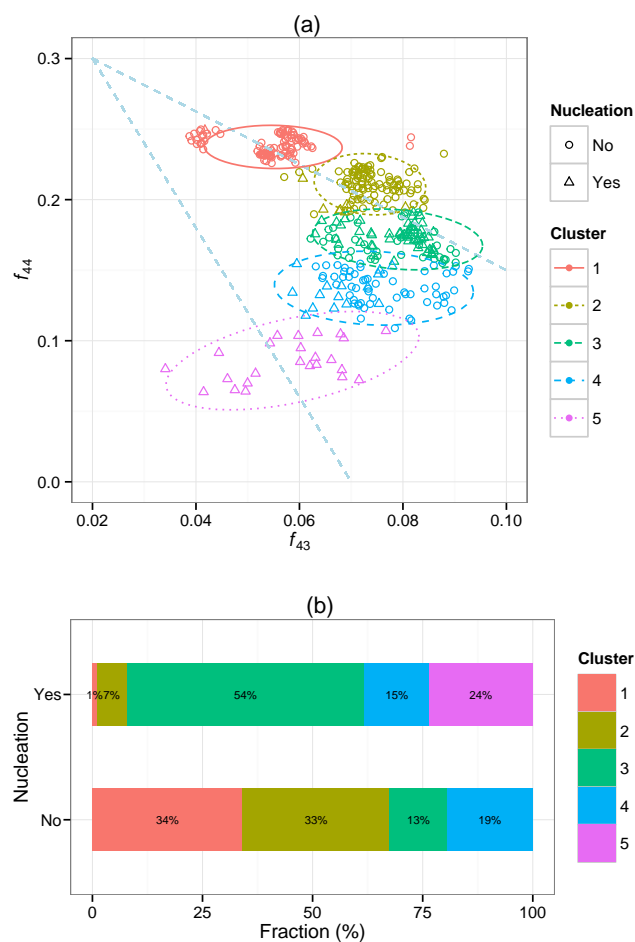 (a)
0.3
0.2
0.1
0.0
f44
0.02
0.04
0.06
0.08
0.10
f43
Nucleation
No
Yes
Cluster
1
2
3
4
5
(b)
Nucleation
Yes
1%
7%
54%
15%
24%
No
34%
33%
13%
19%
0
25
50
75
100
Fraction (%)
Cluster
1
2
3
4
5